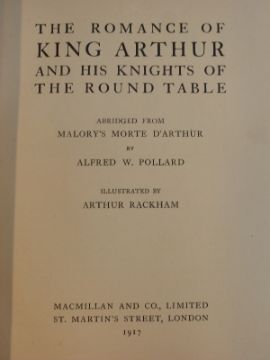 THE ROMANCE OF
KING ARTHUR
AND HIS KNIGHTS OF
THE ROUND TABLE
ABRIDGED FROM
MALORY'S MORTE D'ARTHUR
BY
ALFRED W. POLLARD
ILLUSTRATED BY
ARTHUR RACKHAM
MACMILLAN AND CO., LIMITED
ST. MARTIN'S STREET, LONDON
1917